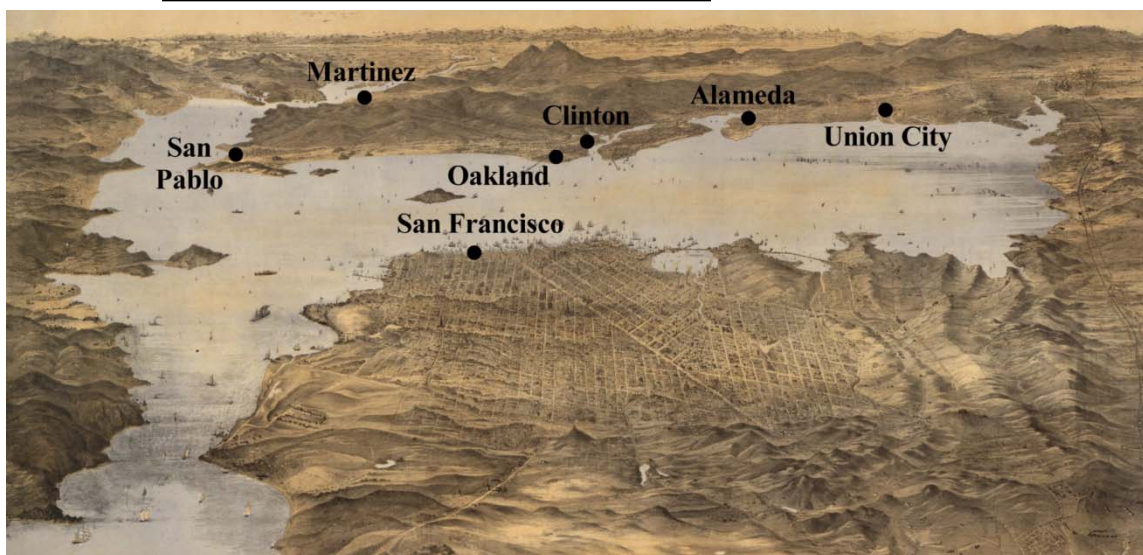 Martinez
Alameda
Clinton
Union City
San
Pablo
Oakland
San Francisco